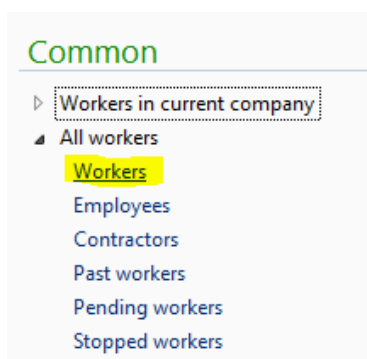 Common
Workers in current company
All workers
Workers
Employees
Contractors
Past workers
Pending workers
Stopped workers